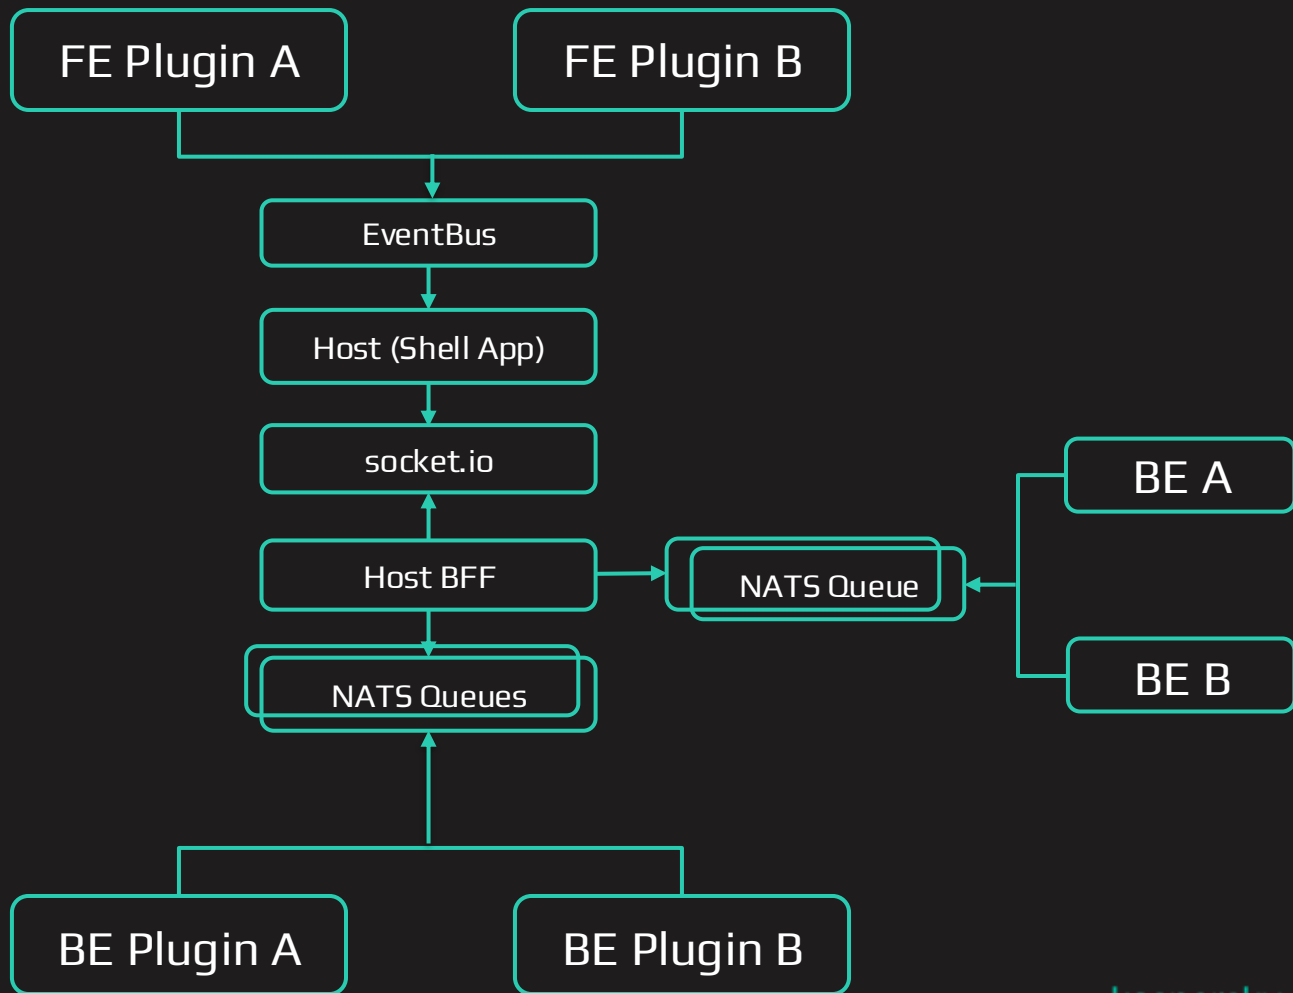 FE Plugin A
FE Plugin B
EventBus
Host (Shell App)
socket.io
BE A
Host BFF
NATS Queue
BE B
NATS Queues
BE Plugin A
BE Plugin B